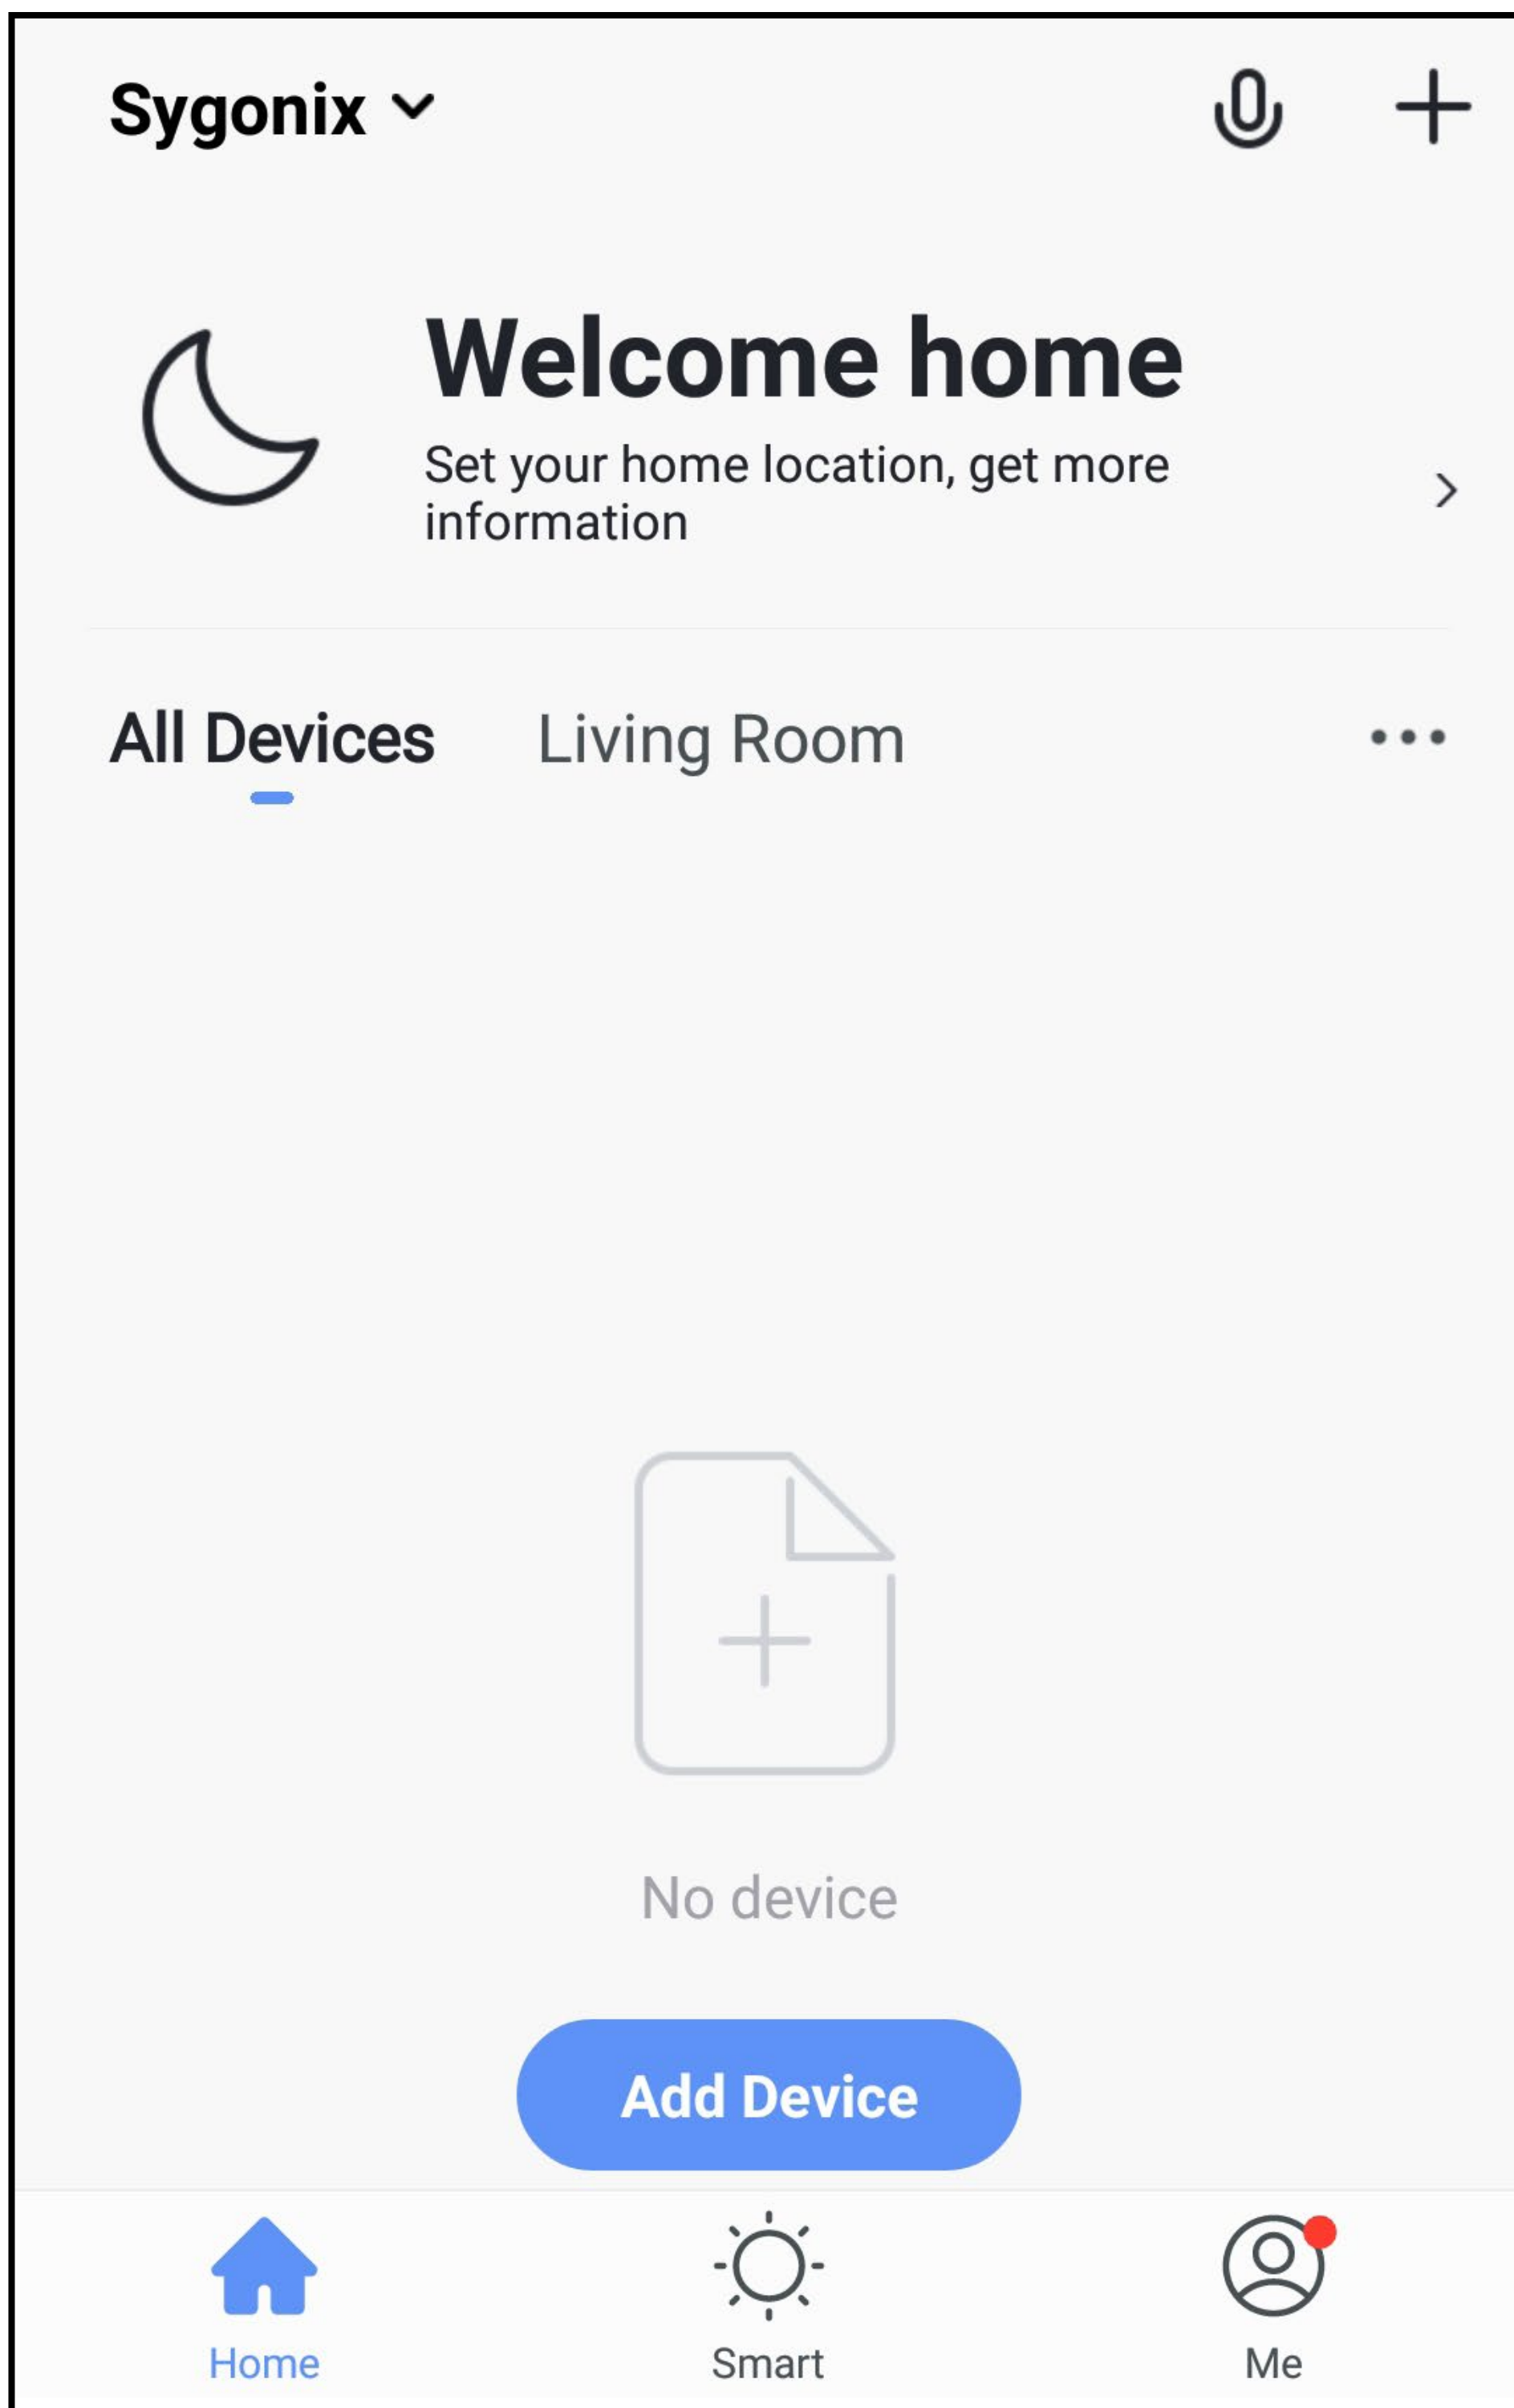 Sygonix
Welcome home
Set your home location, get more
information
All Devices Living Room
No device
Add Device
Home Smart Me